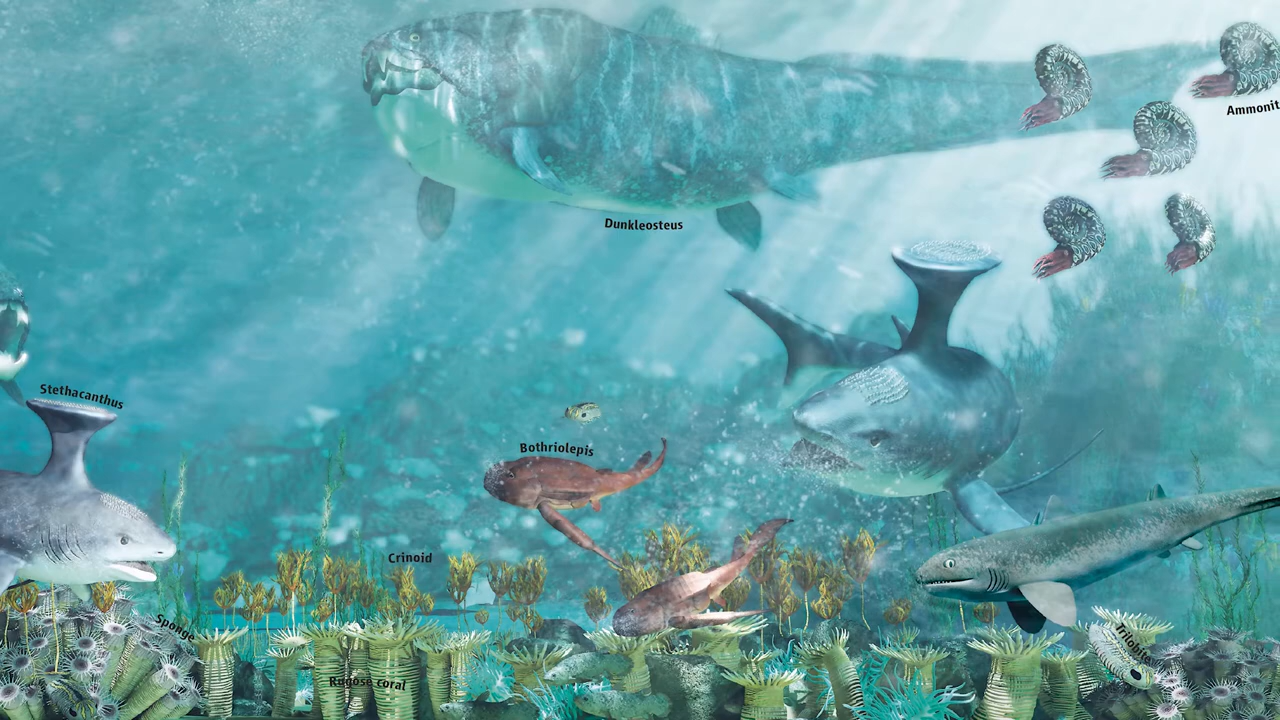 Ammonit
Dunkleosteus
Stethacanthus
Bothriolepis
Crinoid
Sponge
Rugose coral
Trilobite